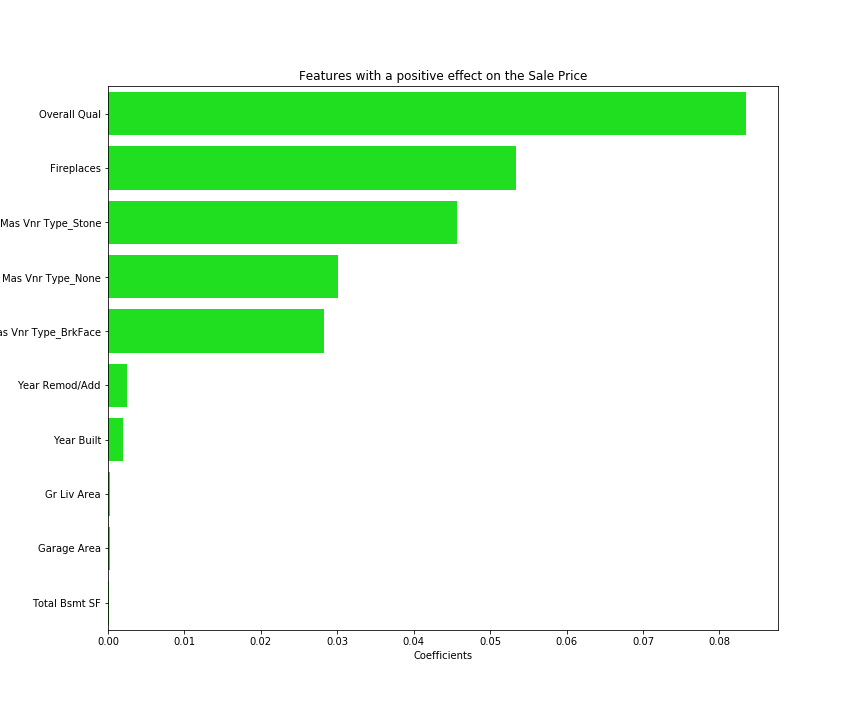 Features with a positive effect on the Sale Price
Overall Qual
Fireplaces
Mas Vnr Type_Stone
Mas Vnr Type_None
as Vnr Type_BrkFace
Year Remod/Add
Year Built
Gr Liv Area
Garage Area
Total Bsmt SF
0.00 0.01 0.02 0.03 0.04 0.05 0.06 0.07 0.08
Coefficients